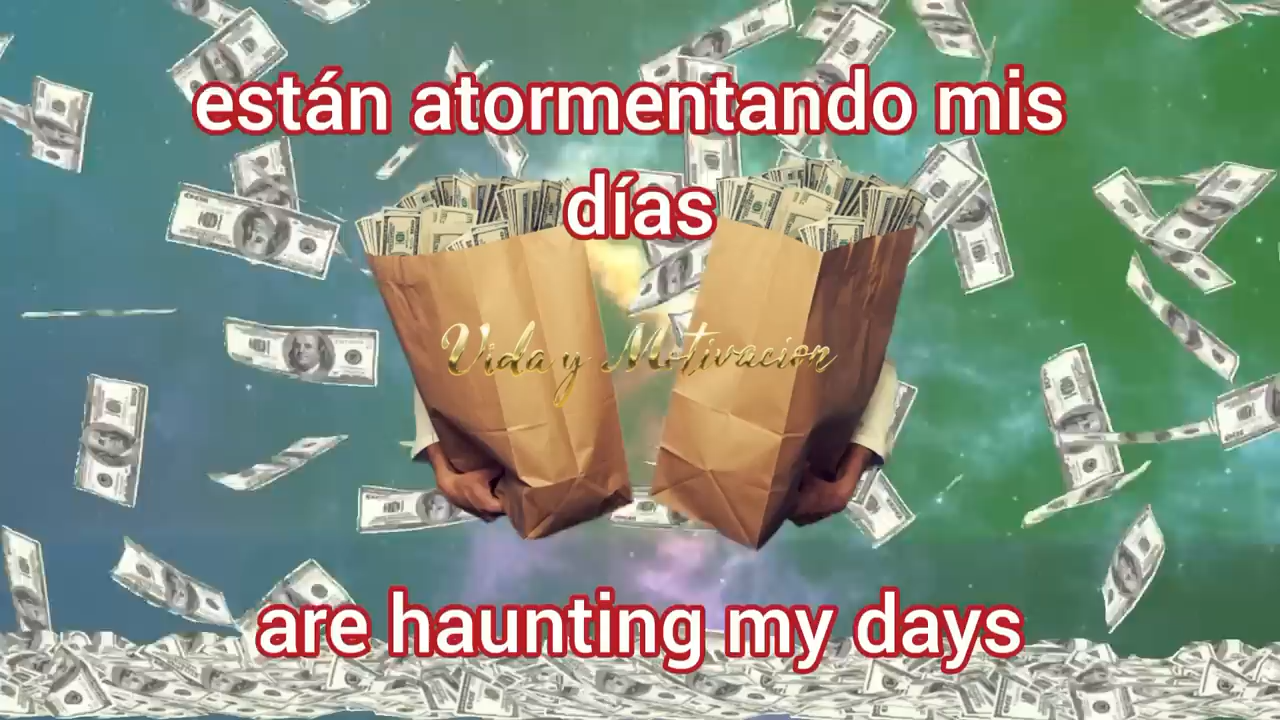 están atormentando mis
días
Vida y Motivacion
are haunting my days